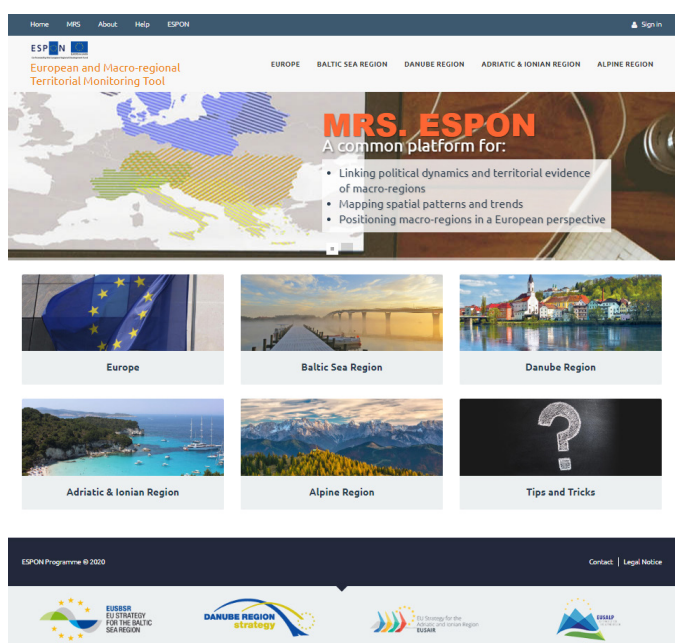 Home MRS About Help ESPON Sign in
ESPON
European and Macro-regional
Territorial Monitoring Tool
EUROPE BALTIC SEA REGION DANUBE REGION ADRIATIC & IONIAN REGION ALPINE REGION
MRS. ESPON
A common platform for:
Linking political dynamics and territorial evidence
of macro-regions
Mapping spatial patterns and trends
Positioning macro-regions in a European perspective
Europe Baltic Sea Region Danube Region
Adriatic & Ionian Region Alpine Region Tips and Tricks
ESPON Programme © 2020 Contact | Legal Notice
EUSBSR
EU STRATEGY
FOR THE BALTIC
SEA REGION
DANUBE REGION
strategy
EU Strategy for the
Adriatic and Ionian Region
EUSAIR
EUSALP